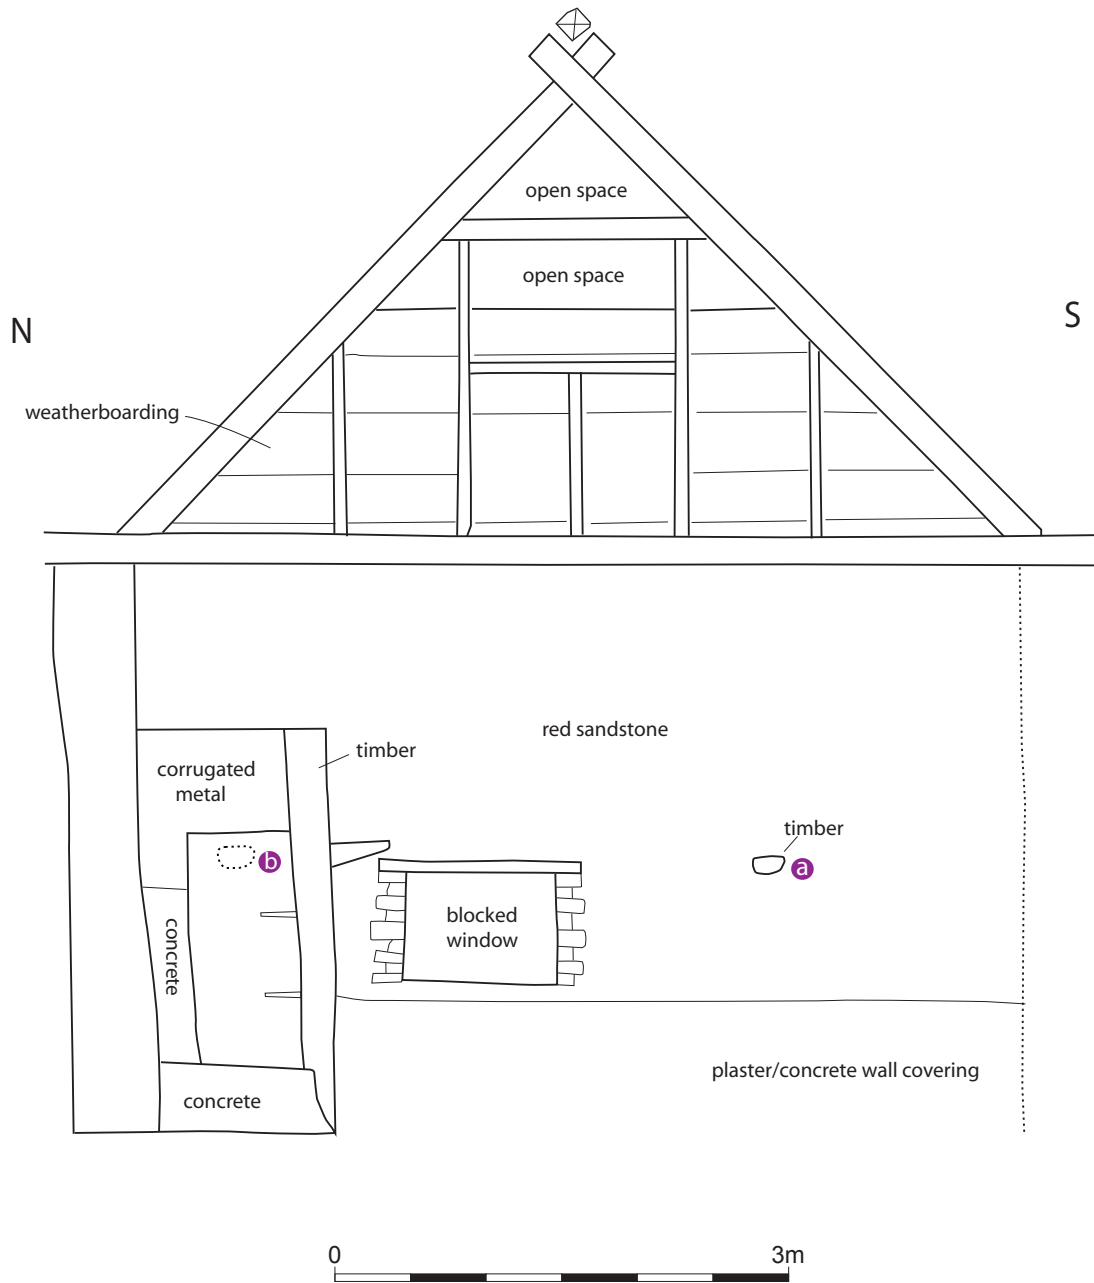 open space
open space
N
S
weatherboarding
red sandstone
timber
corrugated
metal
timber
b
a
blocked
window
concrete
plaster/concrete wall covering
concrete
0
3m